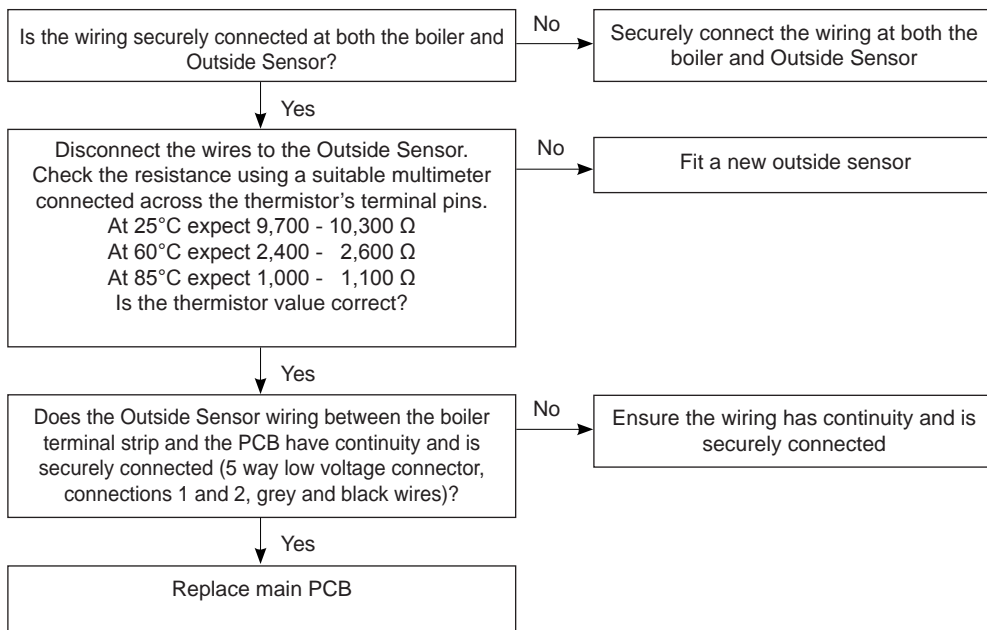 Is the wiring securely connected at both the boiler and
Outside Sensor?
No
Securely connect the wiring at both the
boiler and Outside Sensor
Yes
Disconnect the wires to the Outside Sensor.
Check the resistance using a suitable multimeter
connected across the thermistor's terminal pins.
At 25°C expect 9,700 - 10,300 Ω
At 60°C expect 2,400 - 2,600 Ω
At 85°C expect 1,000 - 1,100 Ω
Is the thermistor value correct?
No
Fit a new outside sensor
Yes
Does the Outside Sensor wiring between the boiler
terminal strip and the PCB have continuity and is
securely connected (5 way low voltage connector,
connections 1 and 2, grey and black wires)?
No
Ensure the wiring has continuity and is
securely connected
Yes
Replace main PCB